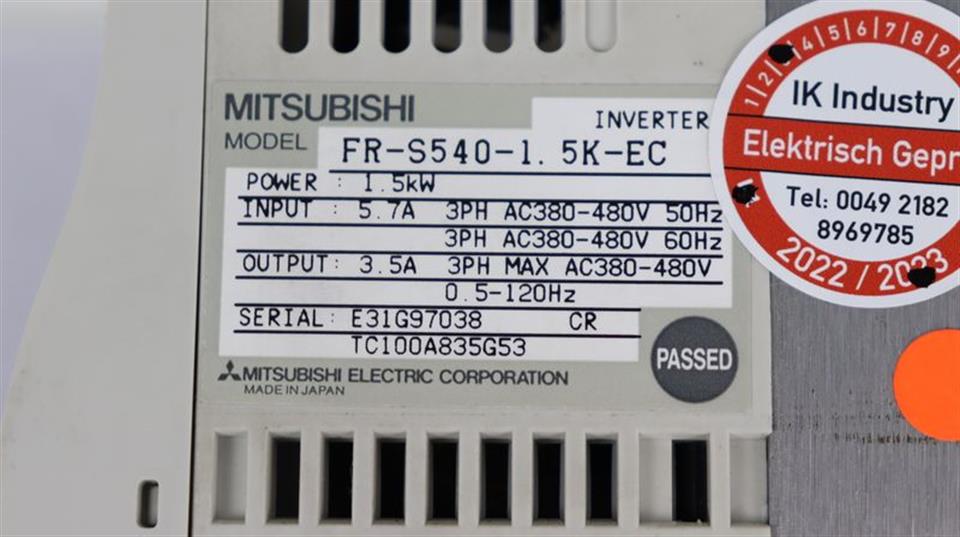 MITSUBISHI
INVERTER
MODEL FR-S540-1.5K-EC
POWER : 1.5kW
INPUT : 5.7A 3PH AC380-480V 50Hz
3PH AC380-480V 60Hz
OUTPUT: 3.5A 3PH MAX AC380-480V
0.5-120Hz
SERIAL: E31G97038 CR
TC100A835G53
PASSED
MITSUBISHI ELECTRIC CORPORATION
MADE IN JAPAN
1 2 4 5 6 7 8 9
IK Industry
Elektrisch Gepr
Tel: 0049 2182
8969785
2022 / 2023